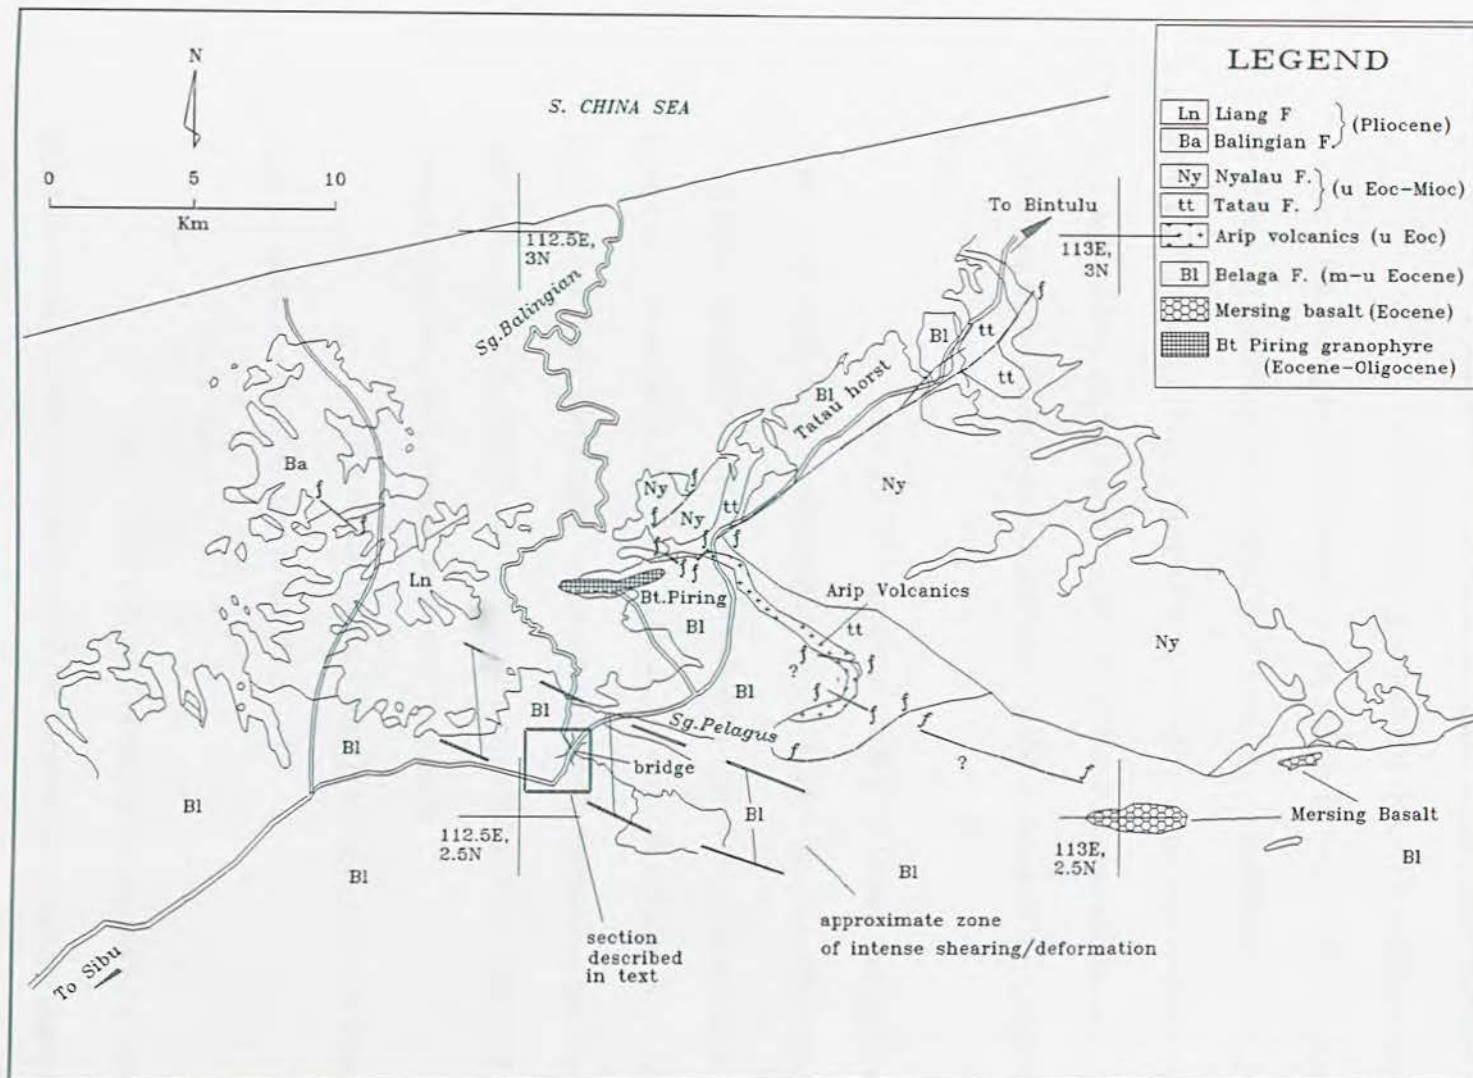 N
S. CHINA SEA
0 5 10
Km
LEGEND
Ln Liang F
Ba Balingian F.
(Pliocene)
Ny Nyalau F.
tt Tatau F.
(u Eoc-Mioc)
Arip volcanics (u Eoc)
Bl Belaga F. (m-u Eocene)
Mersing basalt (Eocene)
Bt Piring granophyre
(Eocene-Oligocene)
To Bintulu
112.5E,
3N
113E,
3N
Sg.Balingian
f
Bl
tt
tt
Bl
Tatau horst
Ba
f
f
Ny
f
Ny
f
Ny
tt
f
f
f
f
f
Ln
Bt.Piring
Bl
Arip Volcanics
tt
f
f
?
Ny
Bl
f
f
Bl
Sg.Pelagus
f
f
f
?
f
Bl
bridge
Bl
Bl
Mersing Basalt
112.5E,
2.5N
113E,
2.5N
Bl
Bl
Bl
approximate zone
of intense shearing/deformation
section
described
in text
To Sibu